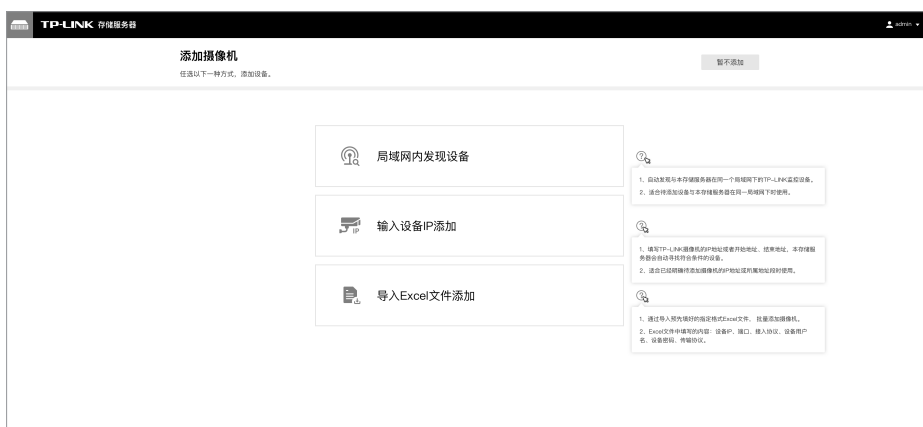 TP-LINK 存储服务器
admin
添加摄像机
任选以下一种方式，添加设备。
暂不添加
局域网内发现设备
1、自动发现与本存储服务器在同一个局域网下的TP-LINK监控设备。
2、适合待添加设备与本存储服务器在同一局域网下时使用。
IP
输入设备IP添加
1、填写TP-LINK摄像机的IP地址或者开始地址、结束地址，本存储服
务器会自动寻找符合条件的设备。
2、适合已经明确待添加摄像机的IP地址或所属地址段时使用。
导入Excel文件添加
1、通过导入预先填好的指定格式Excel文件， 批量添加摄像机。
2、Excel文件中填写的内容：设备IP、端口、接入协议、设备用户
名、设备密码、传输协议。